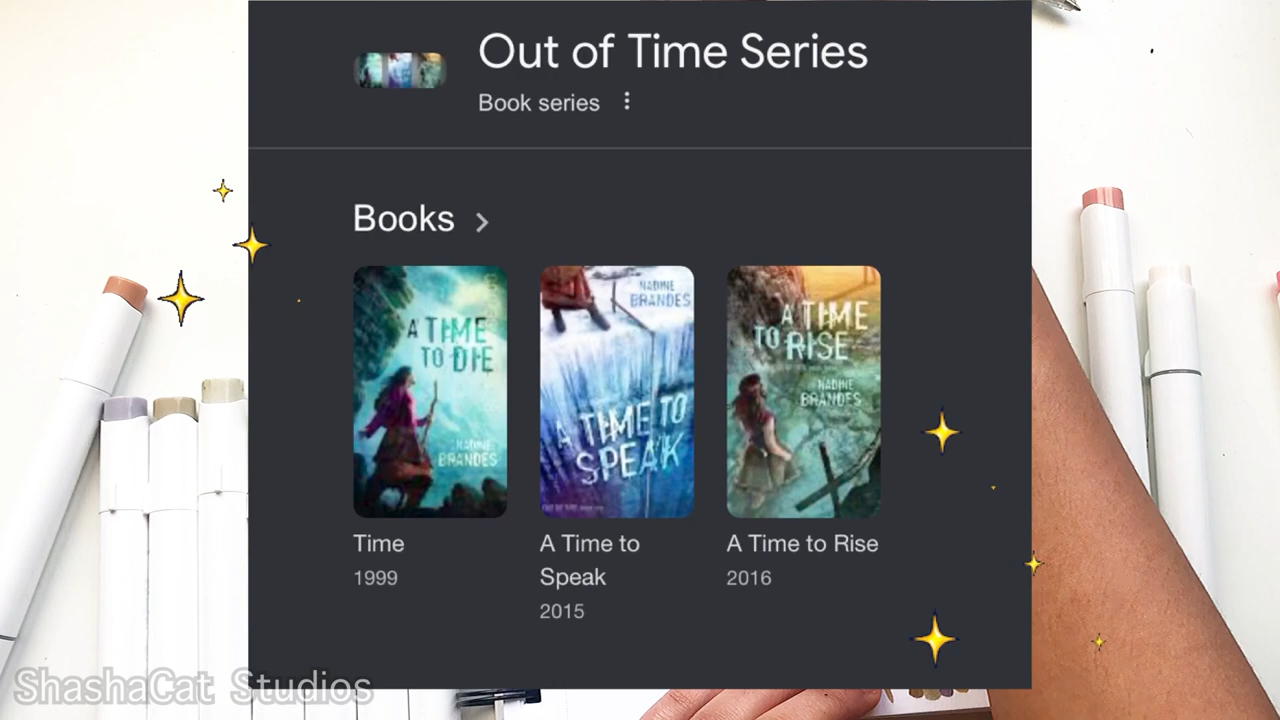 Out of Time Series
Book series
Books
A TIME
TO DIE
NADINE
BRANDES
NADINE
BRANDES
A TIME TO
SPEAK
A TIME
TO RISE
NADINE
BRANDES
Time
1999
A Time to
Speak
2015
A Time to Rise
2016
ShashaCat Studios